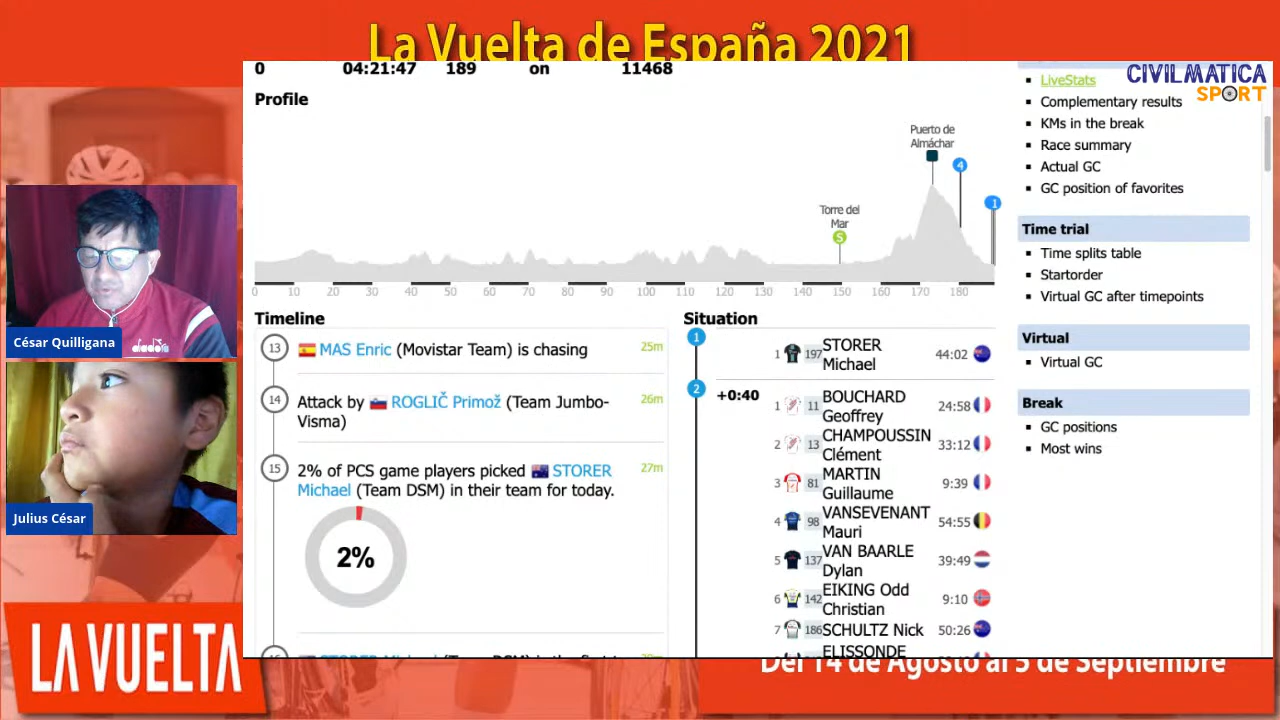 La Vuelta de España 2021
CIVILMATICA
SPORT
0 04:21:47 189 on 11468
Profile
Puerto de
Almáchar
4
1
Torre del
Mar
S
0 10 20 30 40 50 60 70 80 90 100 110 120 130 140 150 160 170 180
LiveStats
Complementary results
KMs in the break
Race summary
Actual GC
GC position of favorites
Time trial
Time splits table
Startorder
Virtual GC after timepoints
Virtual
Virtual GC
Break
GC positions
Most wins
Timeline
13 MAS Enric (Movistar Team) is chasing 25m
14 Attack by ROGLIČ Primož (Team Jumbo-
Visma) 26m
15 2% of PCS game players picked STORER
Michael (Team DSM) in their team for today. 27m
2%
Situation
1
1 197 STORER
Michael 44:02
2 +0:40
1 11 BOUCHARD
Geoffrey 24:58
2 13 CHAMPOUSSIN
Clément 33:12
3 81 MARTIN
Guillaume 9:39
4 98 VANSEVENANT
Mauri 54:55
5 137 VAN BAARLE
Dylan 39:49
6 142 EIKING Odd
Christian 9:10
7 186 SCHULTZ Nick 50:26
ELISSONDE
César Quilligana
diadora
Julius César
LA VUELTA
Del 14 de Agosto al 5 de Septiembre